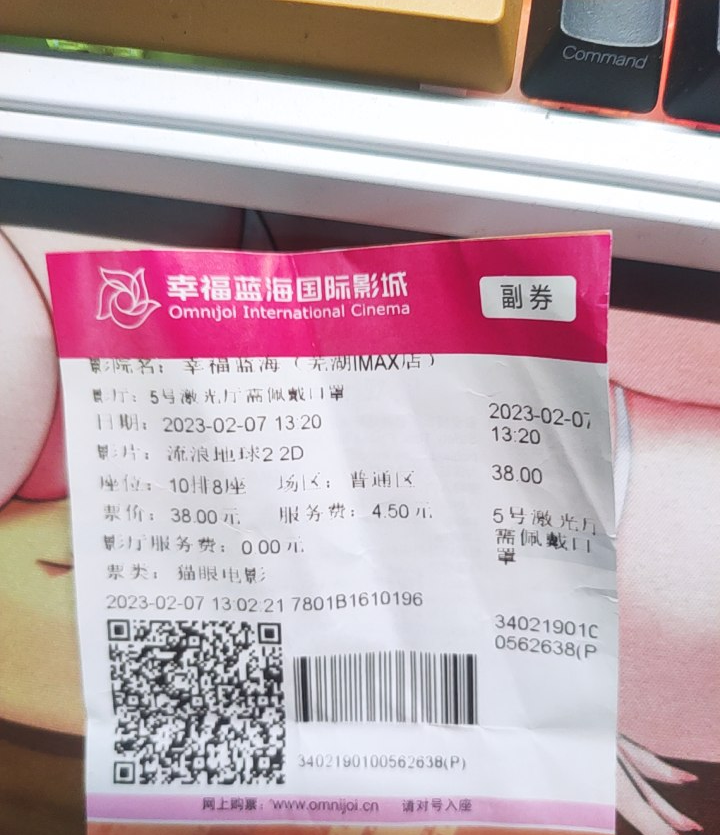 Command
幸福蓝海国际影城
Omnijoi International Cinema
副券
影院名：幸福蓝海（芜湖IMAX店）
影厅：5号激光厅需佩戴口罩
日期：2023-02-07 13:20
影片：流浪地球2 2D
座位：10排8座 场区：普通区
票价：38.00元 服务费：4.50元
影厅服务费：0.00元
票类：猫眼电影
2023-02-07 13:02:21 7801B1610196
3402190100562638(P)
2023-02-07
13:20
38.00
5号激光厅
需佩戴口
罩
34021901C
0562638(P
网上购票：www.omnijoi.cn 请对号入座